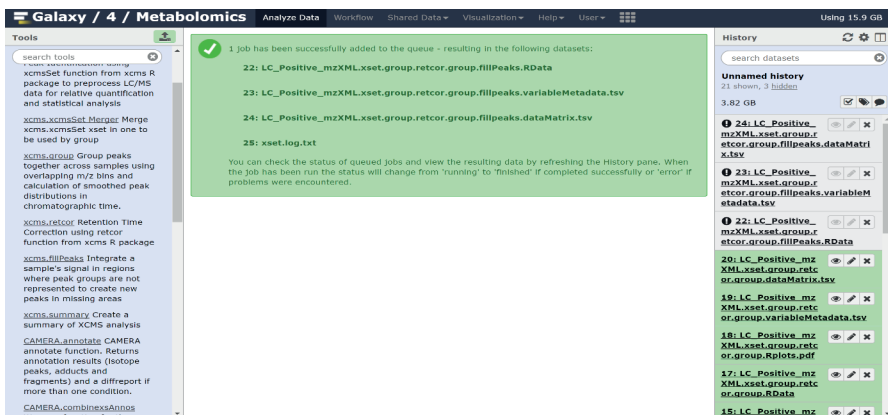 Galaxy / 4 / Metabolomics
Analyze Data
Workflow
Shared Data
Visualization
Help
User
Using 15.9 GB
Tools
search tools
xcmsSet function from xcms R
package to preprocess LC/MS
data for relative quantification
and statistical analysis
xcms.xcmsSet Merger Merge
xcms.xcmsSet xset in one to
be used by group
xcms.group Group peaks
together across samples using
overlapping m/z bins and
calculation of smoothed peak
distributions in
chromatographic time.
xcms.retcor Retention Time
Correction using retcor
function from xcms R package
xcms.fillPeaks Integrate a
sample's signal in regions
where peak groups are not
represented to create new
peaks in missing areas
xcms.summary Create a
summary of XCMS analysis
CAMERA.annotate CAMERA
annotate function. Returns
annotation results (isotope
peaks, adducts and
fragments) and a diffreport if
more than one condition.
CAMERA.combinexsAnnos
1 job has been successfully added to the queue - resulting in the following datasets:
22: LC_Positive_mzXML.xset.group.retcor.group.fillPeaks.RData
23: LC_Positive_mzXML.xset.group.retcor.group.fillpeaks.variableMetadata.tsv
24: LC_Positive_mzXML.xset.group.retcor.group.fillpeaks.dataMatrix.tsv
25: xset.log.txt
You can check the status of queued jobs and view the resulting data by refreshing the History pane. When
the job has been run the status will change from 'running' to 'finished' if completed successfully or 'error' if
problems were encountered.
History
search datasets
Unnamed history
21 shown, 3 hidden
3.82 GB
24: LC_Positive_
mzXML.xset.group.r
etcor.group.fillpeaks.dataMatri
x.tsv
23: LC_Positive_
mzXML.xset.group.r
etcor.group.fillpeaks.variableM
etadata.tsv
22: LC_Positive_
mzXML.xset.group.r
etcor.group.fillPeaks.RData
20: LC_Positive_mz
XML.xset.group.retc
or.group.dataMatrix.tsv
19: LC_Positive_mz
XML.xset.group.retc
or.group.variableMetadata.tsv
18: LC_Positive_mz
XML.xset.group.retc
or.group.Rplots.pdf
17: LC_Positive_mz
XML.xset.group.retc
or.group.RData
15: LC_Positive_mz